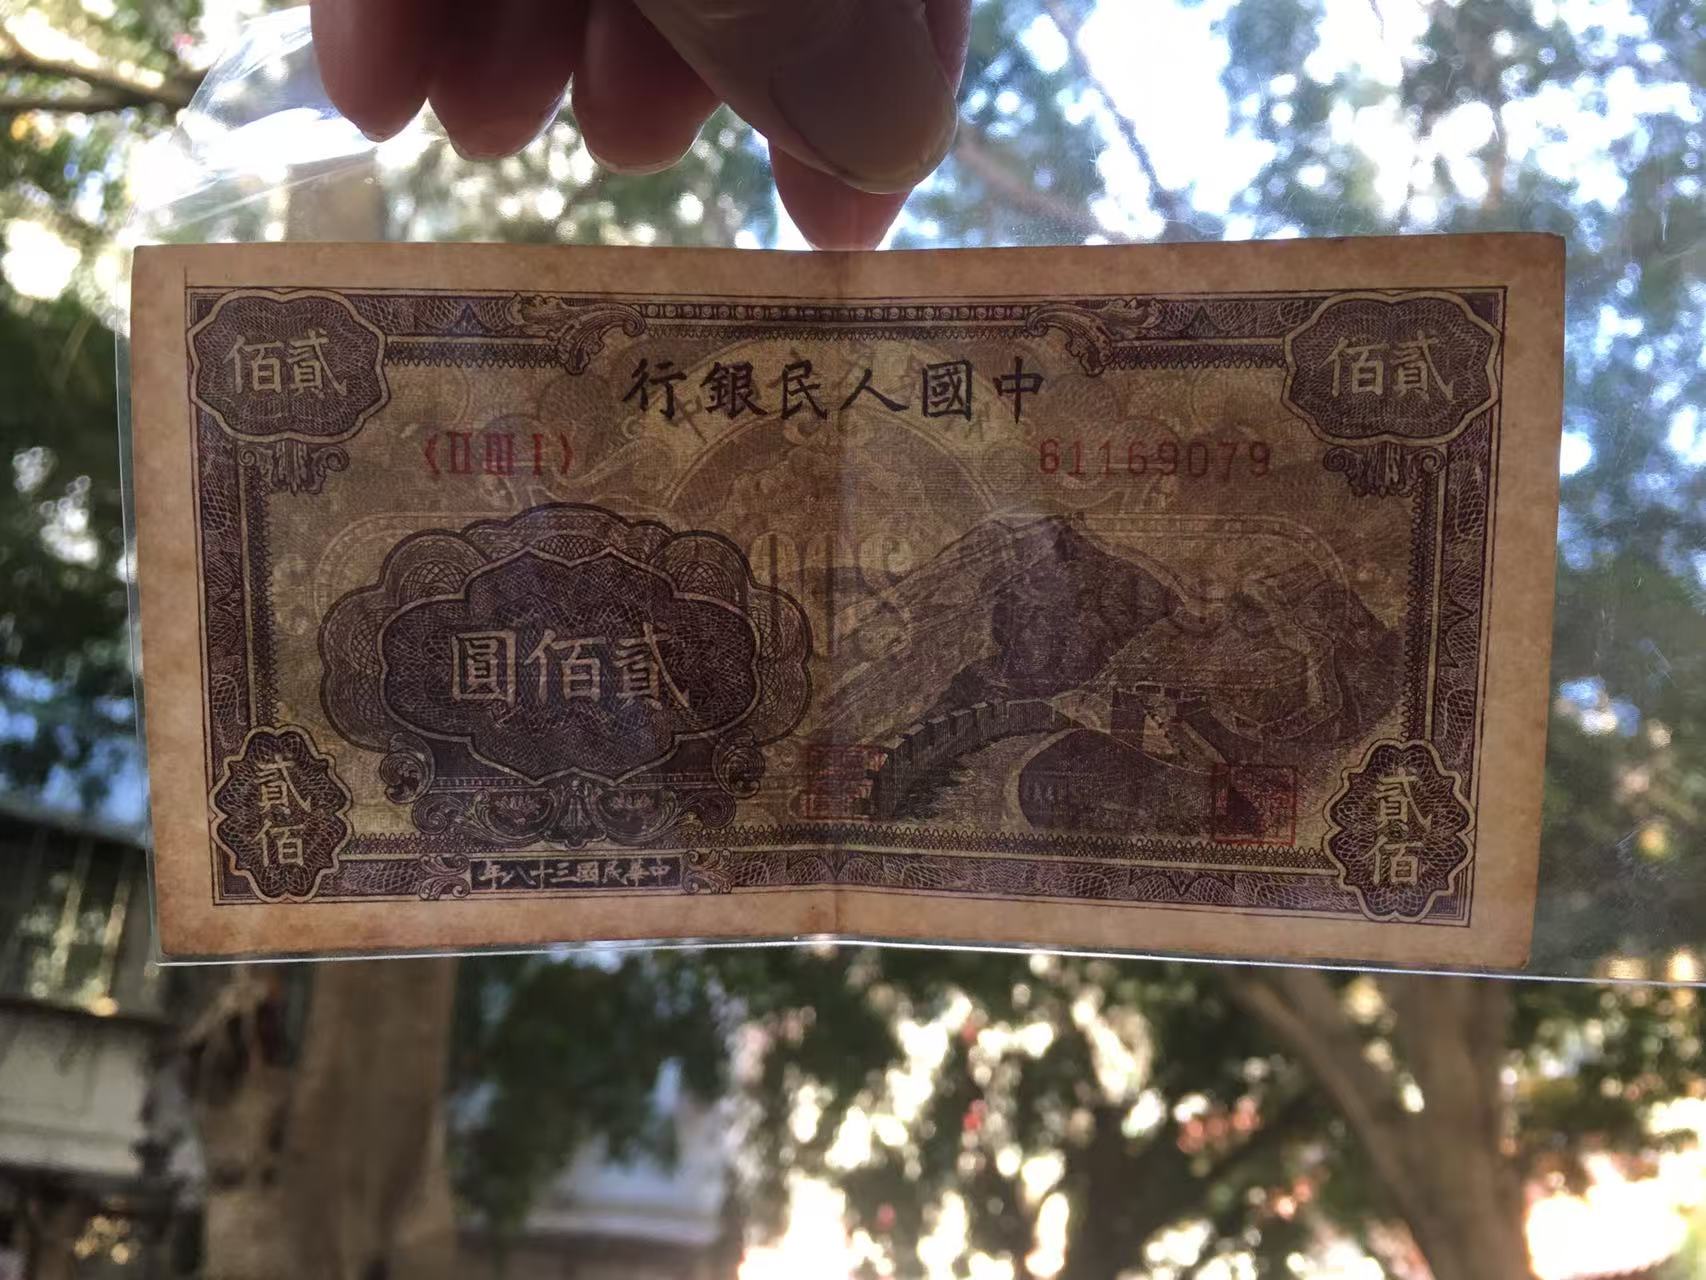 貳佰
貳佰
中國人民銀行
〈II III I〉
61169079
貳佰圓
貳佰
貳佰
中華民國三十八年